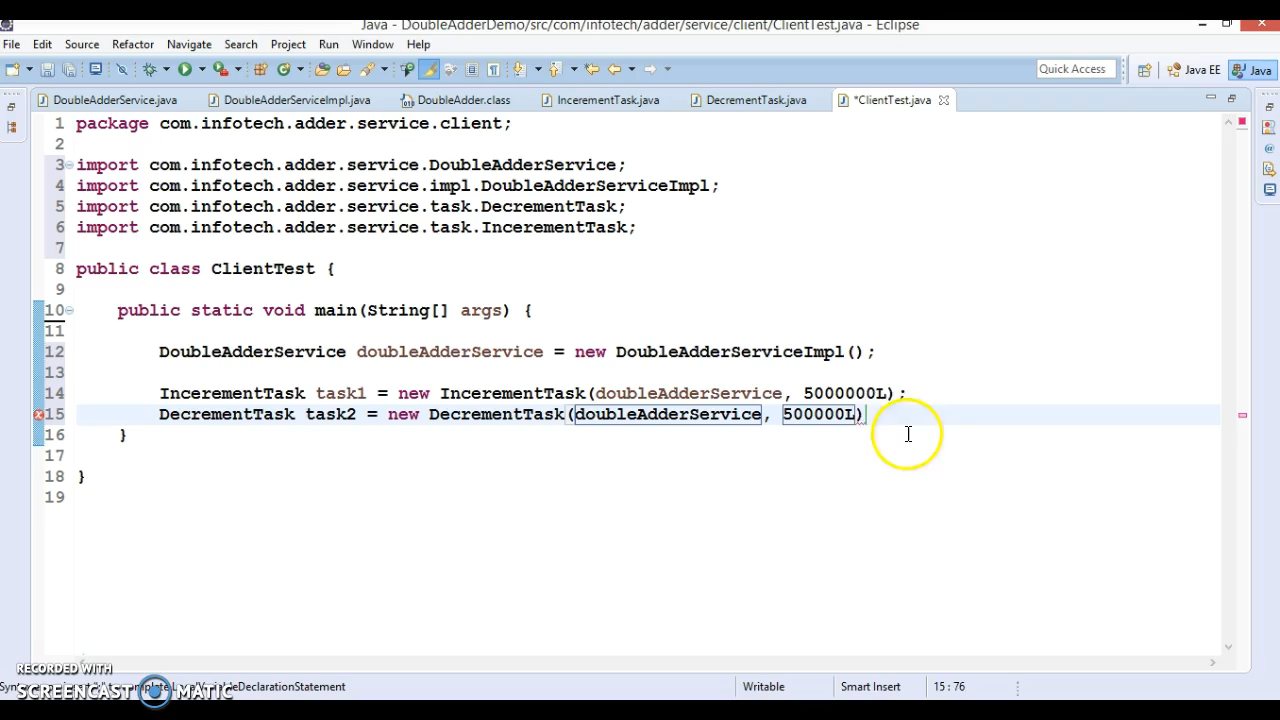 Java - DoubleAdderDemo/src/com/infotech/adder/service/client/ClientTest.java - Eclipse
File Edit Source Refactor Navigate Search Project Run Window Help
Quick Access Java EE Java
DoubleAdderService.java DoubleAdderServiceImpl.java DoubleAdder.class IncerementTask.java DecrementTask.java *ClientTest.java
1 package com.infotech.adder.service.client;
2
3 import com.infotech.adder.service.DoubleAdderService;
4 import com.infotech.adder.service.impl.DoubleAdderServiceImpl;
5 import com.infotech.adder.service.task.DecrementTask;
6 import com.infotech.adder.service.task.IncerementTask;
7
8 public class ClientTest {
9
10 public static void main(String[] args) {
11
12 DoubleAdderService doubleAdderService = new DoubleAdderServiceImpl();
13
14 IncerementTask task1 = new IncerementTask(doubleAdderService, 5000000L);
15 DecrementTask task2 = new DecrementTask(doubleAdderService, 500000L)
16 }
17
18 }
19
RECORDED WITH
SCREENCAST MATIC
Writable Smart Insert 15 : 76